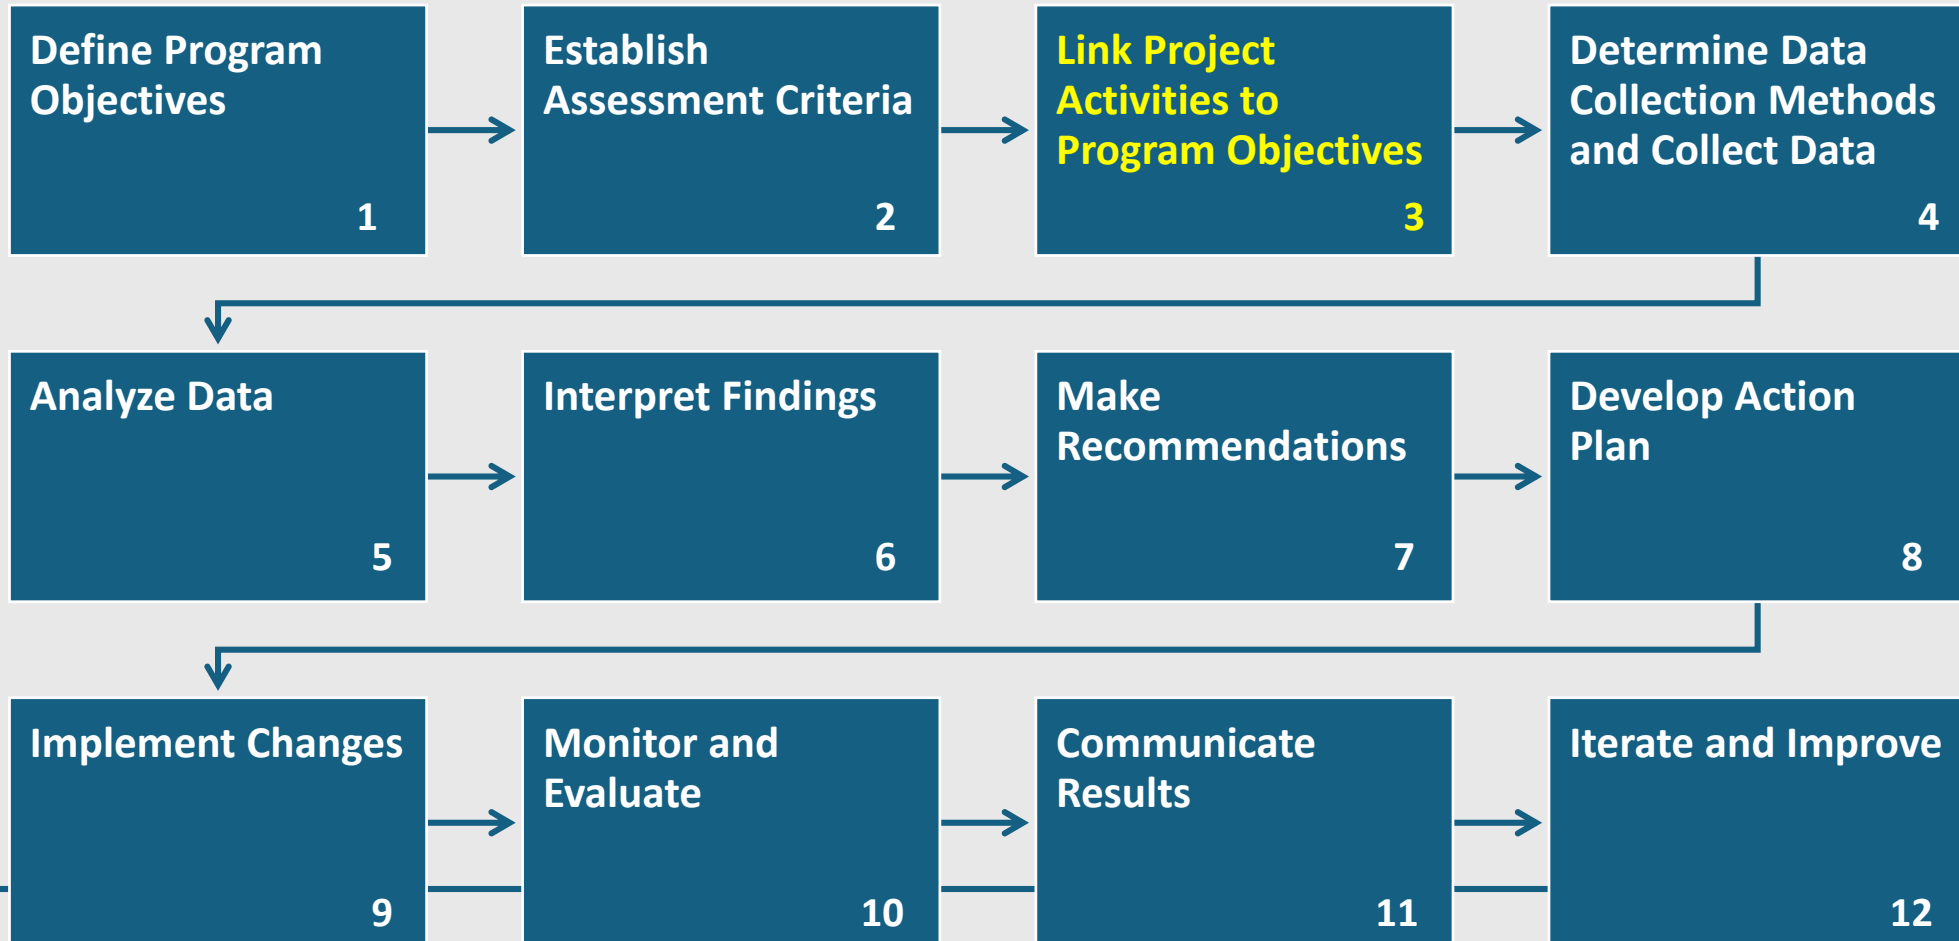 Define Program
Objectives
1
Establish
Assessment Criteria
2
Link Project
Activities to
Program Objectives
3
Determine Data
Collection Methods
and Collect Data
4
Analyze Data
5
Interpret Findings
6
Make
Recommendations
7
Develop Action
Plan
8
Implement Changes
9
Monitor and
Evaluate
10
Communicate
Results
11
Iterate and Improve
12